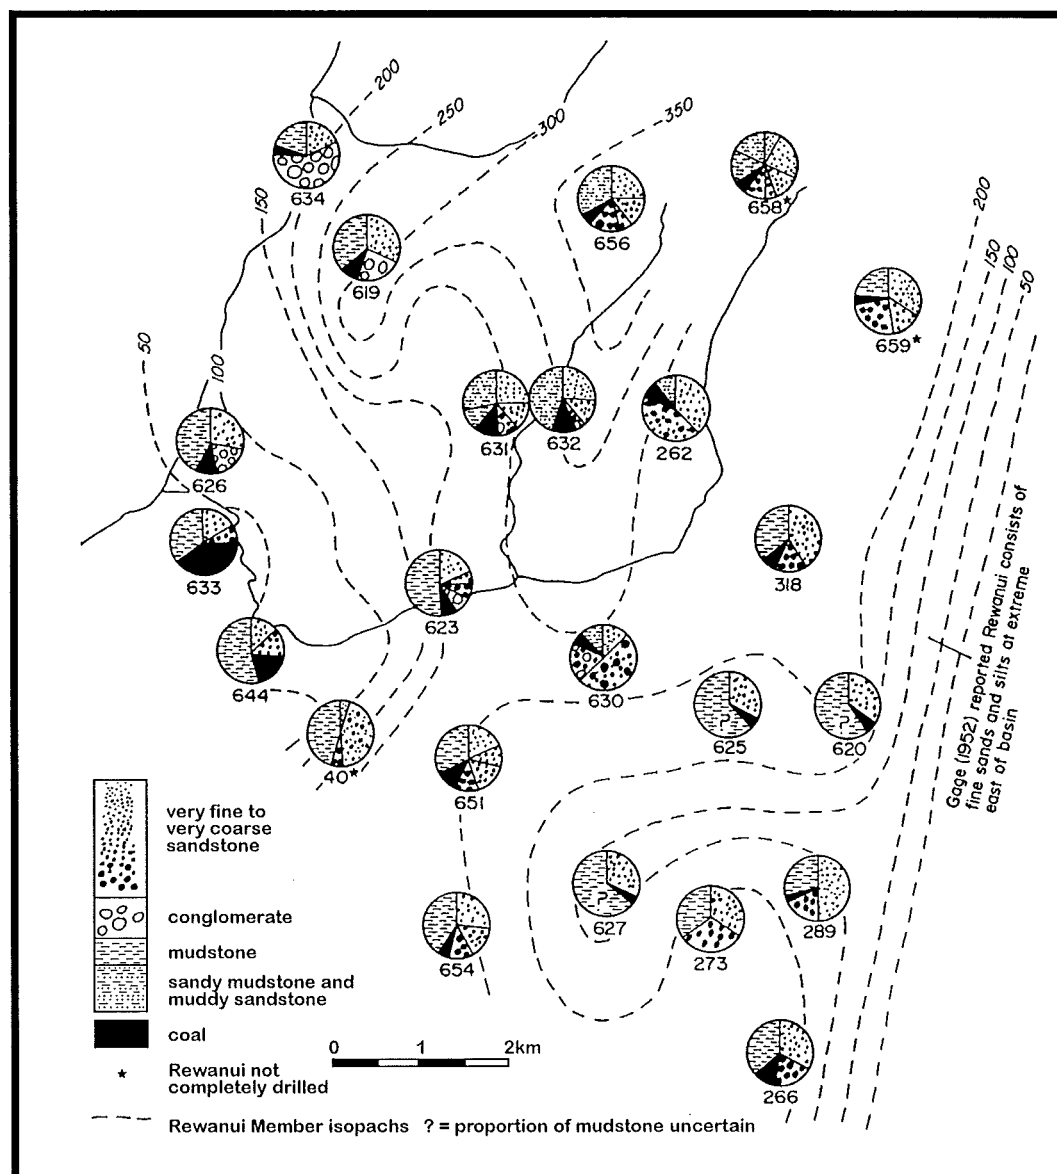 200
250
300
350
150
634
619
656
658*
200
150
100
50
659*
50
100
626
631
632
262
633
623
318
644
630
625
620
?
?
40*
651
Gage (1952) reported Rewanui consists of
fine sands and silts at extreme
east of basin
627
?
273
289
654
266
very fine to
very coarse
sandstone
conglomerate
mudstone
sandy mudstone and
muddy sandstone
coal
★ Rewanui not
completely drilled
0 1 2km
Rewanui Member isopachs ? = proportion of mudstone uncertain